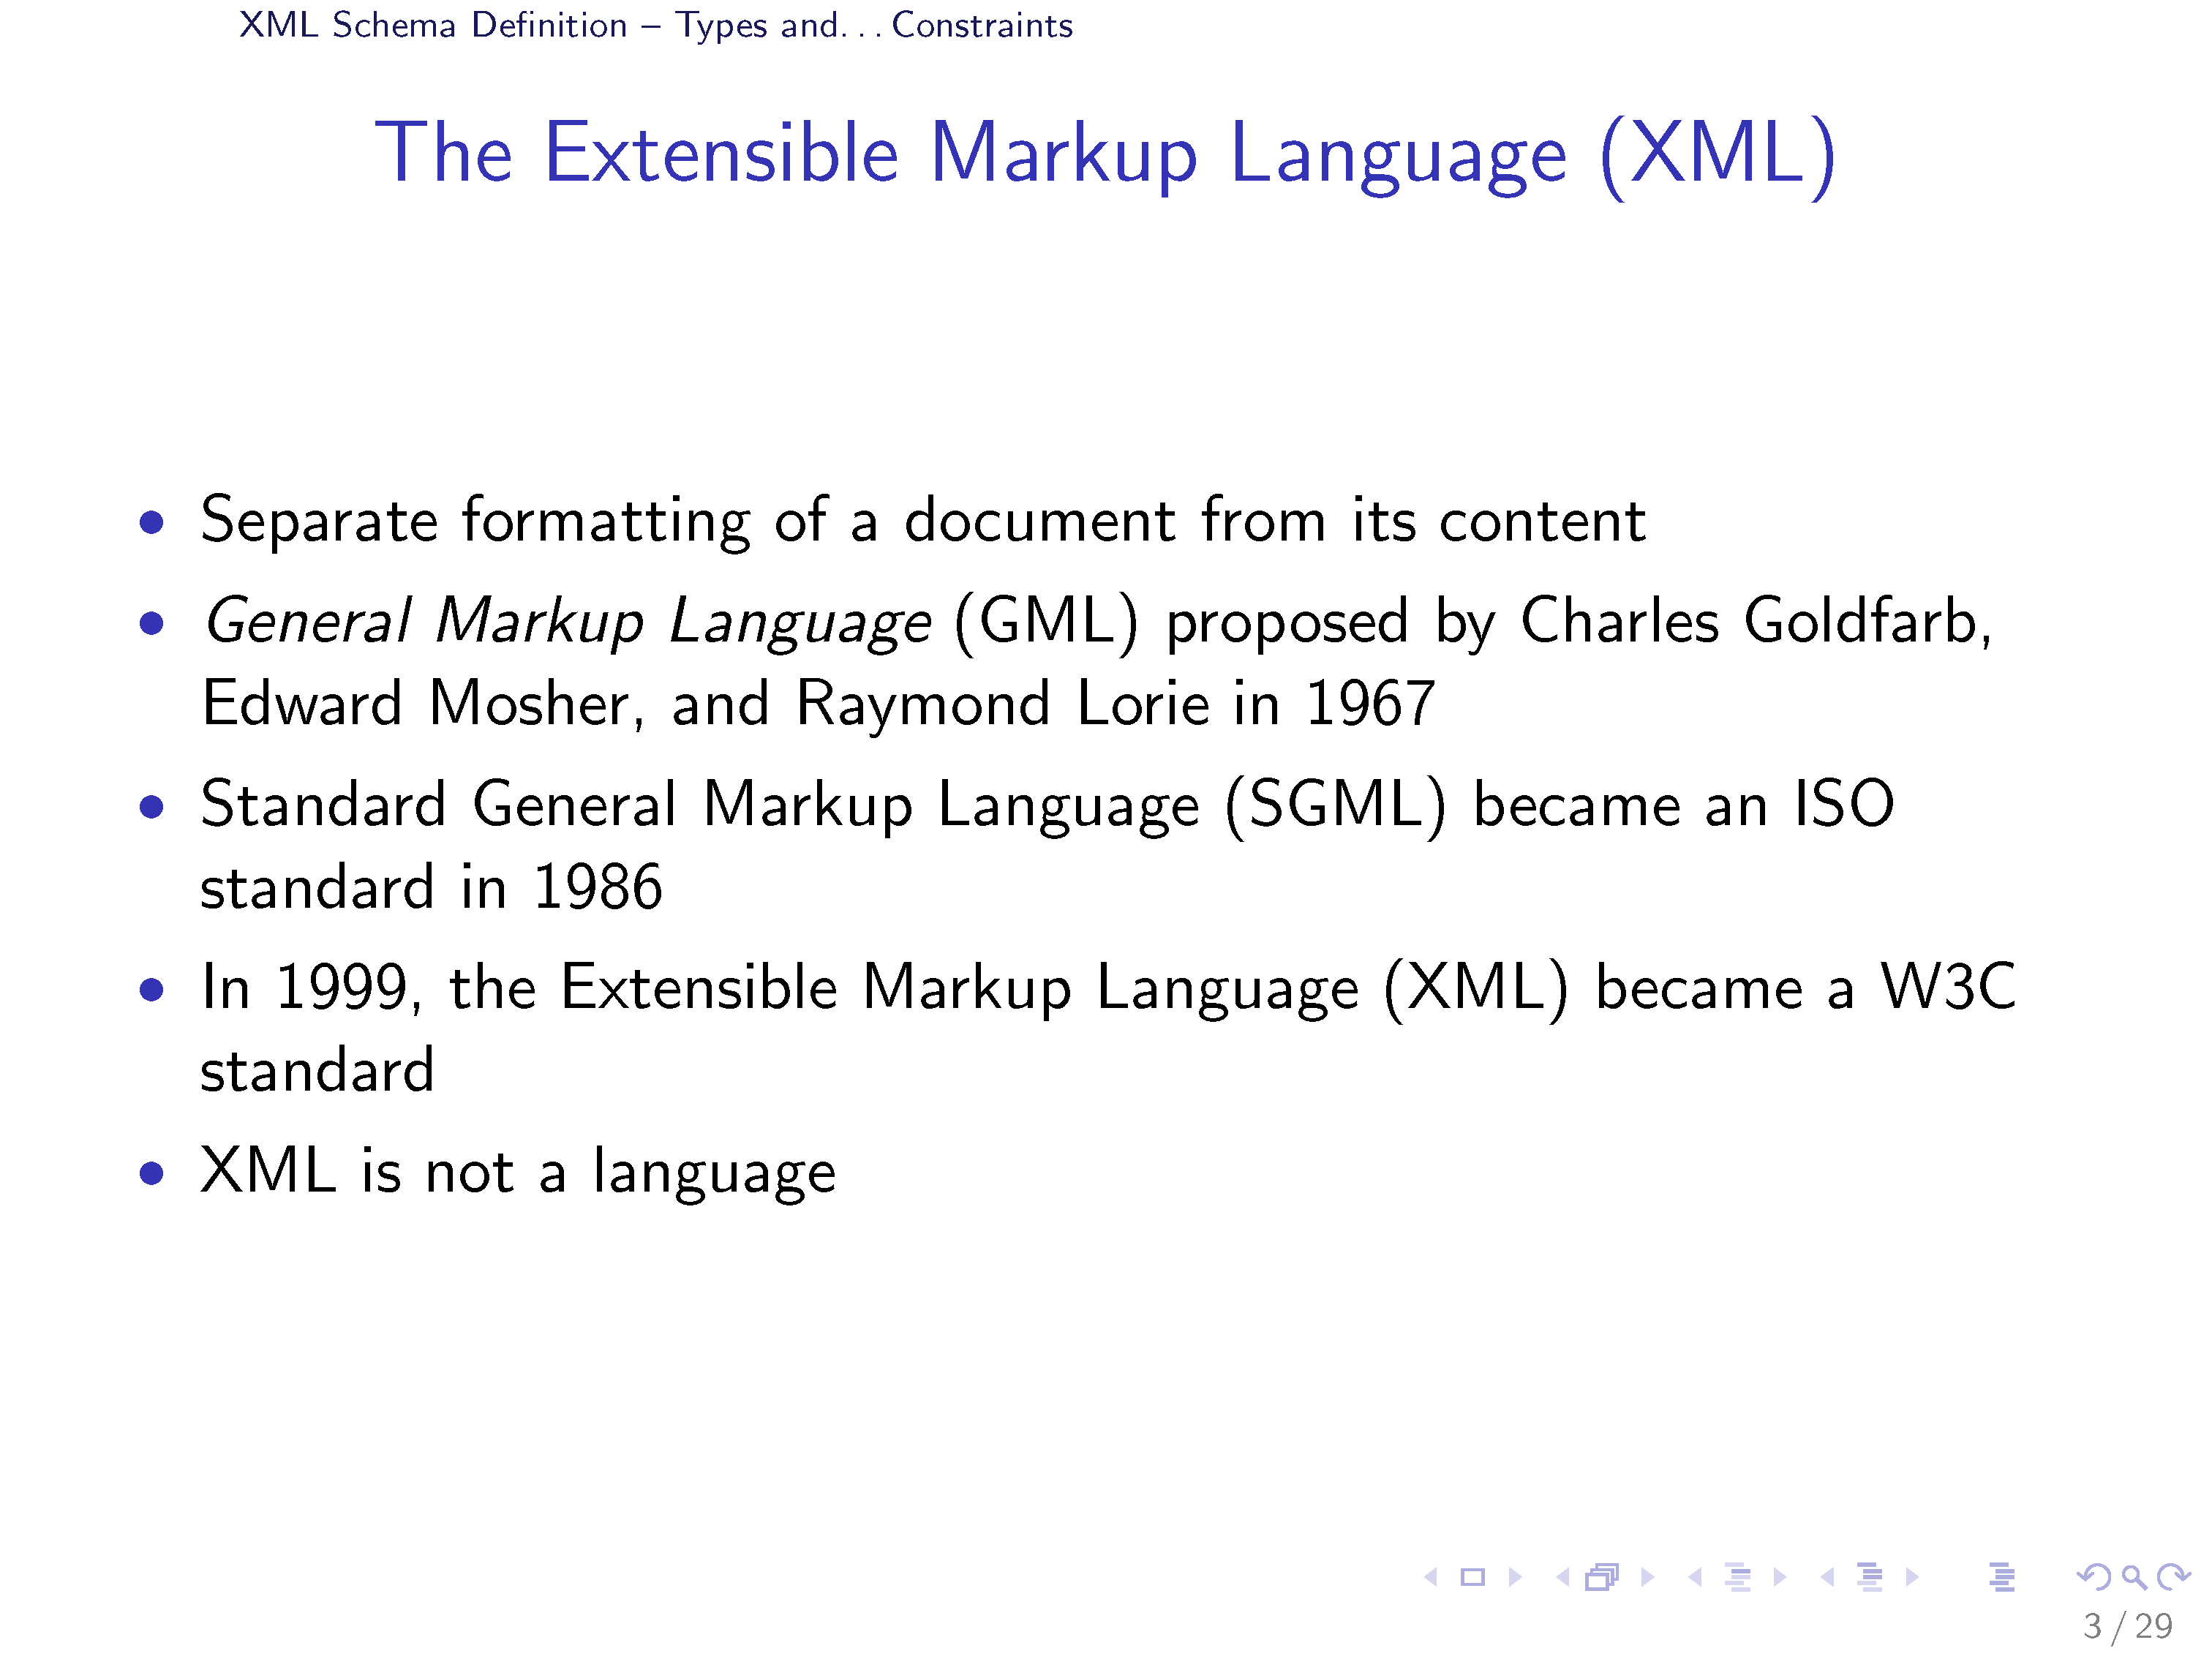 XML Schema Definition – Types and. . . Constraints
The Extensible Markup Language (XML)
• Separate formatting of a document from its content
• General Markup Language (GML) proposed by Charles Goldfarb,
Edward Mosher, and Raymond Lorie in 1967
• Standard General Markup Language (SGML) became an ISO
standard in 1986
• In 1999, the Extensible Markup Language (XML) became a W3C
standard
• XML is not a language
3 / 29